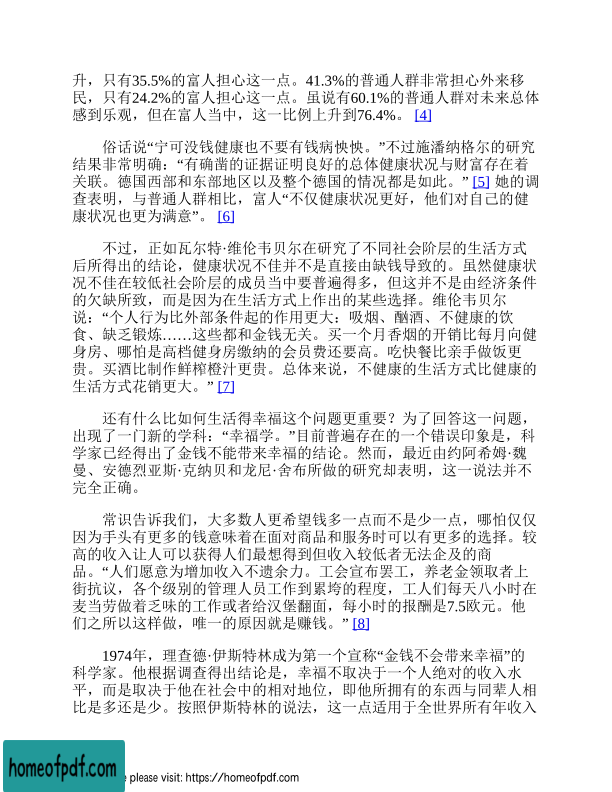 升，只有35.5%的富人担心这一点。41.3%的普通人群非常担心外来移
民，只有24.2%的富人担心这一点。虽说有60.1%的普通人群对未来总体
感到乐观，但在富人当中，这一比例上升到76.4%。 [4]
俗话说“宁可没钱健康也不要有钱病怏怏。”不过施潘纳格尔的研究
结果非常明确：“有确凿的证据证明良好的总体健康状况与财富存在着
关联。德国西部和东部地区以及整个德国的情况都是如此。” [5] 她的调
查表明，与普通人群相比，富人“不仅健康状况更好，他们对自己的健
康状况也更为满意”。 [6]
不过，正如瓦尔特·维伦韦贝尔在研究了不同社会阶层的生活方式
后所得出的结论，健康状况不佳并不是直接由缺钱导致的。虽然健康状
况不佳在较低社会阶层的成员当中要普遍得多，但这并不是由经济条件
的欠缺所致，而是因为在生活方式上作出的某些选择。维伦韦贝尔
说：“个人行为比外部条件起的作用更大：吸烟、酗酒、不健康的饮
食、缺乏锻炼……这些都和金钱无关。买一个月香烟的开销比每月向健
身房、哪怕是高档健身房缴纳的会员费还要高。吃快餐比亲手做饭更
贵。买酒比制作鲜榨橙汁更贵。总体来说，不健康的生活方式比健康的
生活方式花销更大。” [7]
还有什么比如何生活得幸福这个问题更重要？为了回答这一问题，
出现了一门新的学科：“幸福学。”目前普遍存在的一个错误印象是，科
学家已经得出了金钱不能带来幸福的结论。然而，最近由约阿希姆·魏
曼、安德烈亚斯·克纳贝和龙尼·舍布所做的研究却表明，这一说法并不
完全正确。
常识告诉我们，大多数人更希望钱多一点而不是少一点，哪怕仅仅
因为手头有更多的钱意味着在面对商品和服务时可以有更多的选择。较
高的收入让人可以获得人们最想得到但收入较低者无法企及的商
品。“人们愿意为增加收入不遗余力。工会宣布罢工，养老金领取者上
街抗议，各个级别的管理人员工作到累垮的程度，工人们每天八小时在
麦当劳做着乏味的工作或者给汉堡翻面，每小时的报酬是7.5欧元。他
们之所以这样做，唯一的原因就是赚钱。” [8]
1974年，理查德·伊斯特林成为第一个宣称“金钱不会带来幸福”的
科学家。他根据调查得出结论是，幸福不取决于一个人绝对的收入水
平，而是取决于他在社会中的相对地位，即他所拥有的东西与同辈人相
比是多还是少。按照伊斯特林的说法，这一点适用于全世界所有年收入
homeofpdf.com
please visit: https://homeofpdf.com